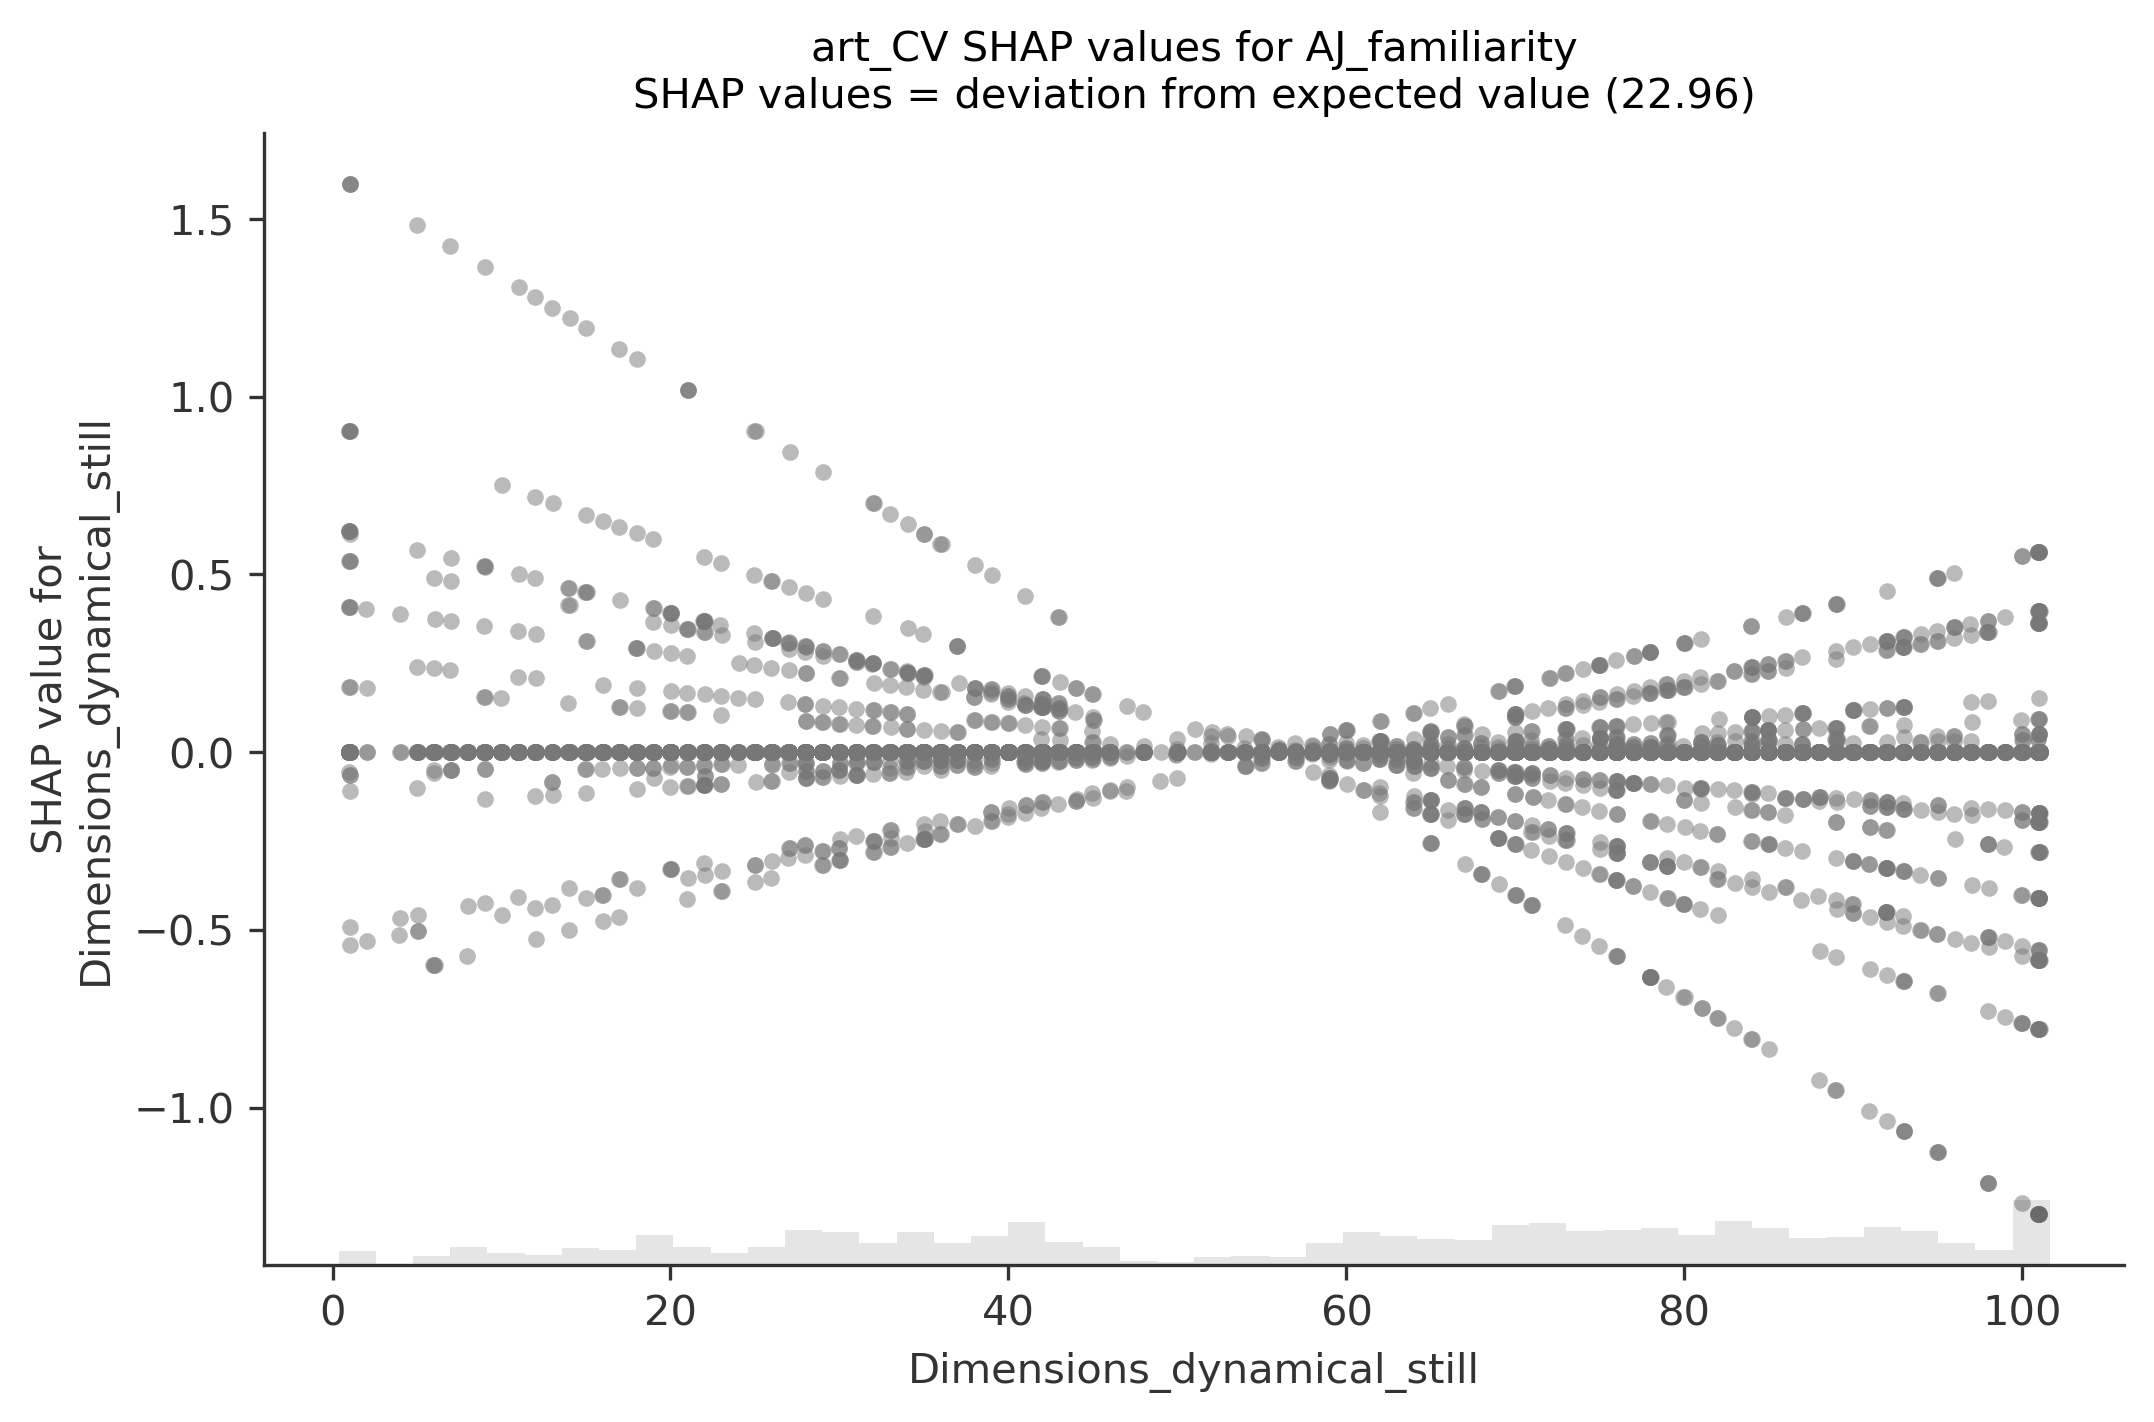 art_CV SHAP values for AJ_familiarity
SHAP values = deviation from expected value (22.96)
SHAP value for
Dimensions_dynamical_still
1.5
1.0
0.5
0.0
−0.5
−1.0
0
20
40
60
80
100
Dimensions_dynamical_still